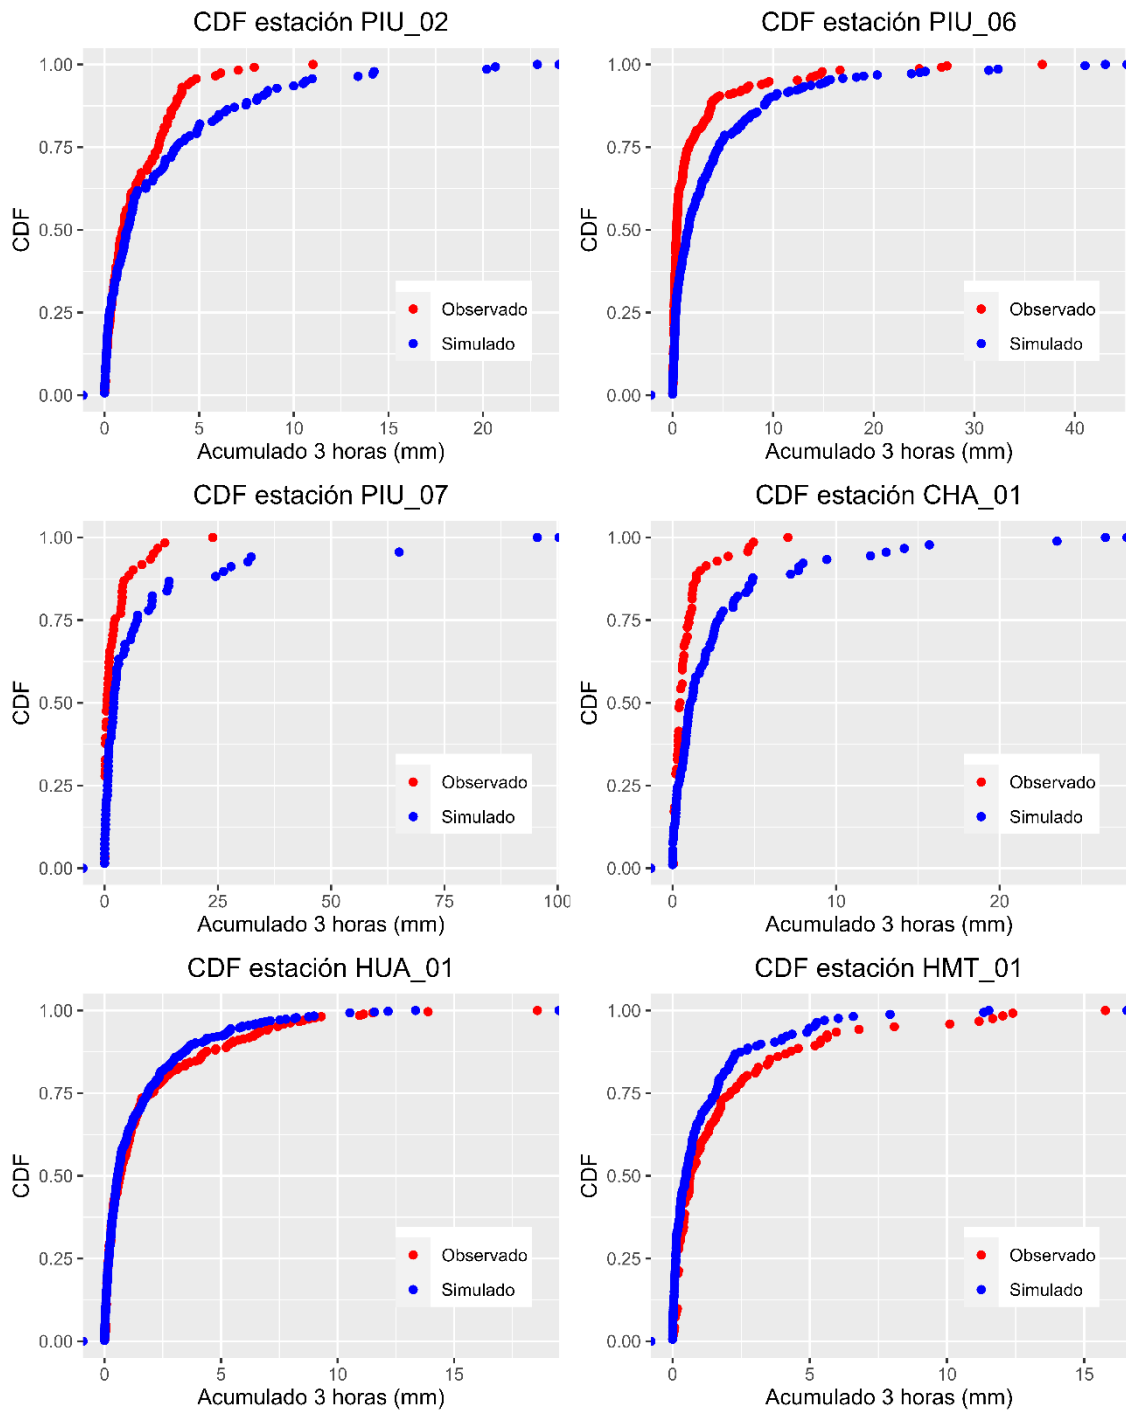 CDF estación PIU_02
1.00
0.75
0.50
0.25
0.00
CDF
Observado
Simulado
0 5 10 15 20
Acumulado 3 horas (mm)
CDF estación PIU_06
1.00
0.75
0.50
0.25
0.00
CDF
Observado
Simulado
0 10 20 30 40
Acumulado 3 horas (mm)
CDF estación PIU_07
1.00
0.75
0.50
0.25
0.00
CDF
Observado
Simulado
0 25 50 75 100
Acumulado 3 horas (mm)
CDF estación CHA_01
1.00
0.75
0.50
0.25
0.00
CDF
Observado
Simulado
0 10 20
Acumulado 3 horas (mm)
CDF estación HUA_01
1.00
0.75
0.50
0.25
0.00
CDF
Observado
Simulado
0 5 10 15
Acumulado 3 horas (mm)
CDF estación HMT_01
1.00
0.75
0.50
0.25
0.00
CDF
Observado
Simulado
0 5 10 15
Acumulado 3 horas (mm)